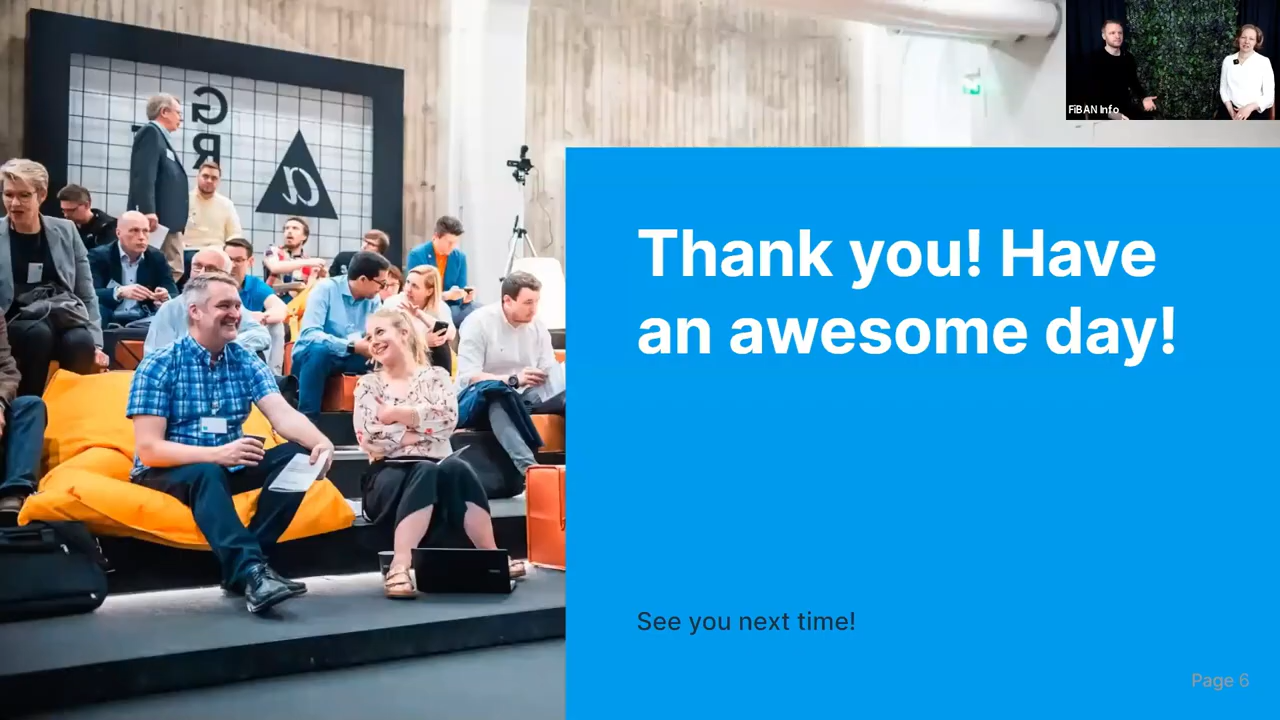 FiBAN Info
G
R
a
Thank you! Have
an awesome day!
See you next time!
Page 6